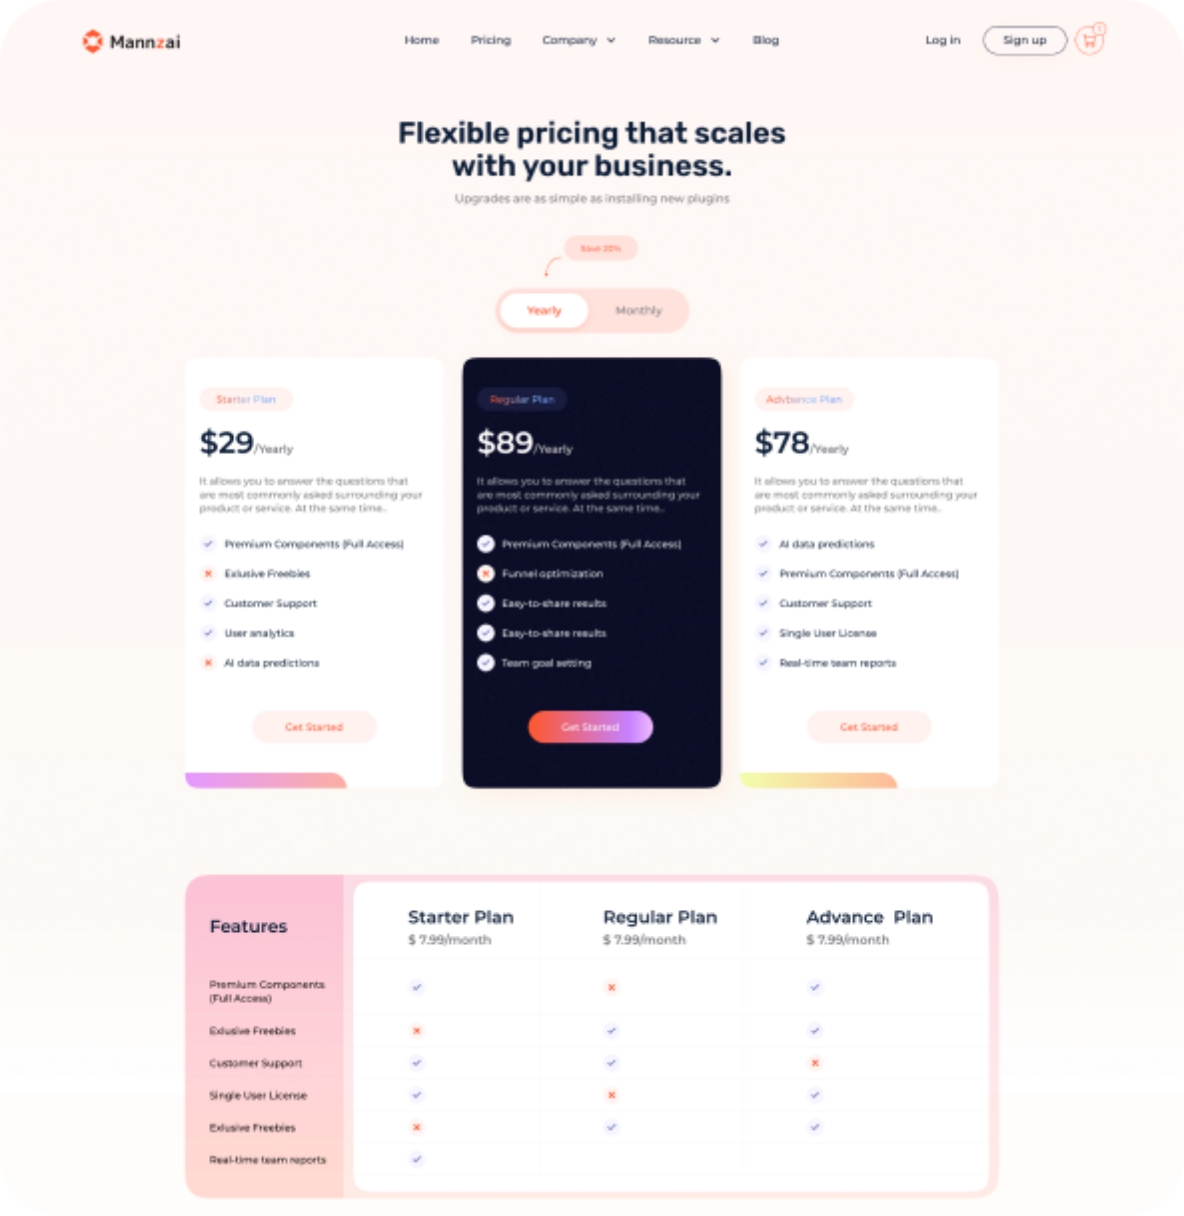 Mannzai
Home Pricing Company Resource Blog
Log in Sign up
Flexible pricing that scales
with your business.
Upgrades are as simple as installing new plugins
Save 20%
Yearly Monthly
Starter Plan
$29/Yearly
It allows you to answer the questions that
are most commonly asked surrounding your
product or service. At the same time..
Premium Components (Full Access)
Exlusive Freebies
Customer Support
User analytics
AI data predictions
Get Started
Regular Plan
$89/Yearly
It allows you to answer the questions that
are most commonly asked surrounding your
product or service. At the same time..
Premium Components (Full Access)
Funnel optimization
Easy-to-share results
Easy-to-share results
Team goal setting
Get Started
Advbance Plan
$78/Yearly
It allows you to answer the questions that
are most commonly asked surrounding your
product or service. At the same time..
AI data predictions
Premium Components (Full Access)
Customer Support
Single User License
Real-time team reports
Get Started
Features
Starter Plan
$ 7.99/month
Regular Plan
$ 7.99/month
Advance Plan
$ 7.99/month
Premium Components
(Full Access)
Exlusive Freebies
Customer Support
Single User License
Exlusive Freebies
Real-time team reports